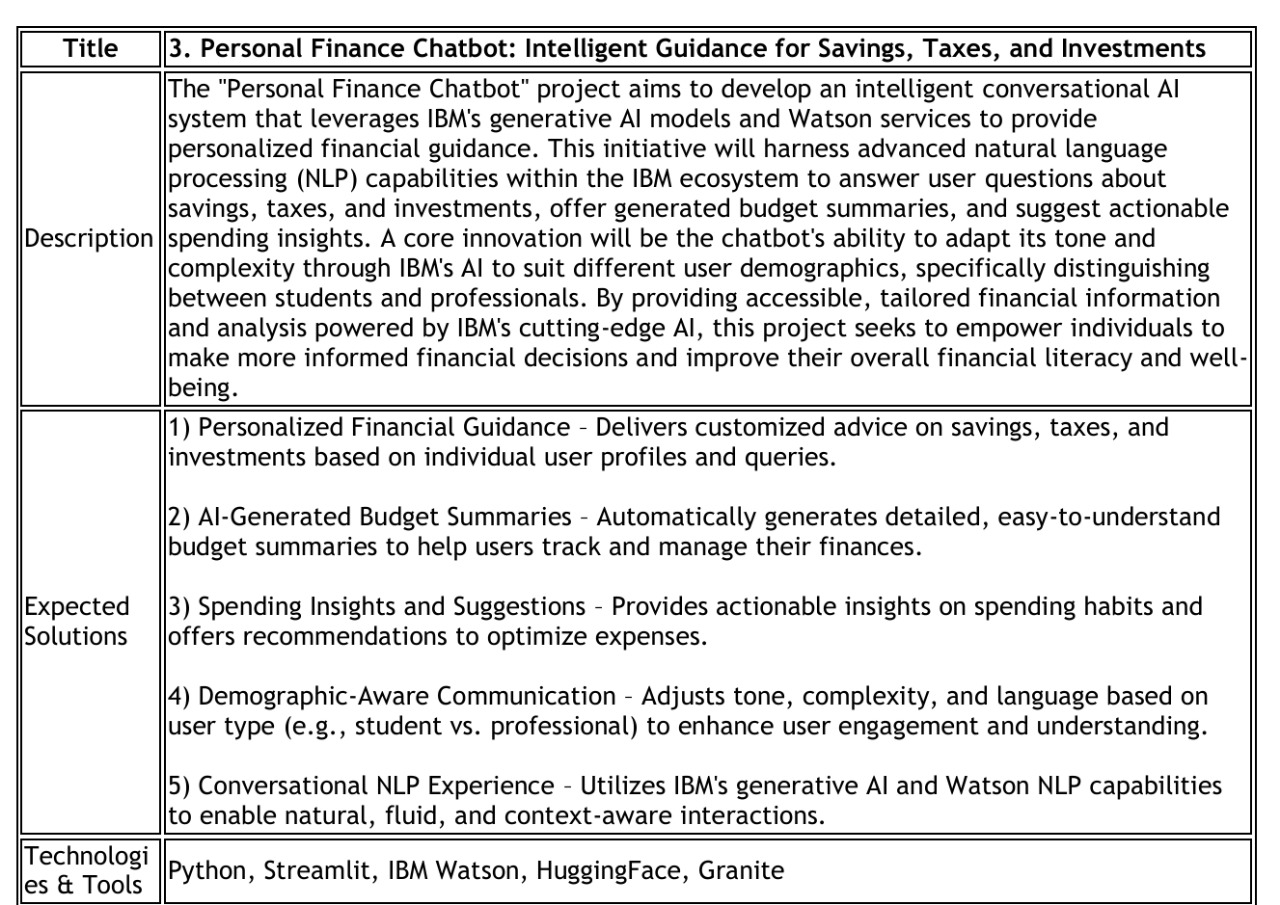 Title
3. Personal Finance Chatbot: Intelligent Guidance for Savings, Taxes, and Investments
Description
The "Personal Finance Chatbot" project aims to develop an intelligent conversational AI
system that leverages IBM's generative AI models and Watson services to provide
personalized financial guidance. This initiative will harness advanced natural language
processing (NLP) capabilities within the IBM ecosystem to answer user questions about
savings, taxes, and investments, offer generated budget summaries, and suggest actionable
spending insights. A core innovation will be the chatbot's ability to adapt its tone and
complexity through IBM's AI to suit different user demographics, specifically distinguishing
between students and professionals. By providing accessible, tailored financial information
and analysis powered by IBM's cutting-edge AI, this project seeks to empower individuals to
make more informed financial decisions and improve their overall financial literacy and well-
being.
Expected
Solutions
1) Personalized Financial Guidance – Delivers customized advice on savings, taxes, and
investments based on individual user profiles and queries.
2) AI-Generated Budget Summaries – Automatically generates detailed, easy-to-understand
budget summaries to help users track and manage their finances.
3) Spending Insights and Suggestions – Provides actionable insights on spending habits and
offers recommendations to optimize expenses.
4) Demographic-Aware Communication – Adjusts tone, complexity, and language based on
user type (e.g., student vs. professional) to enhance user engagement and understanding.
5) Conversational NLP Experience – Utilizes IBM's generative AI and Watson NLP capabilities
to enable natural, fluid, and context-aware interactions.
Technologi
es & Tools
Python, Streamlit, IBM Watson, HuggingFace, Granite